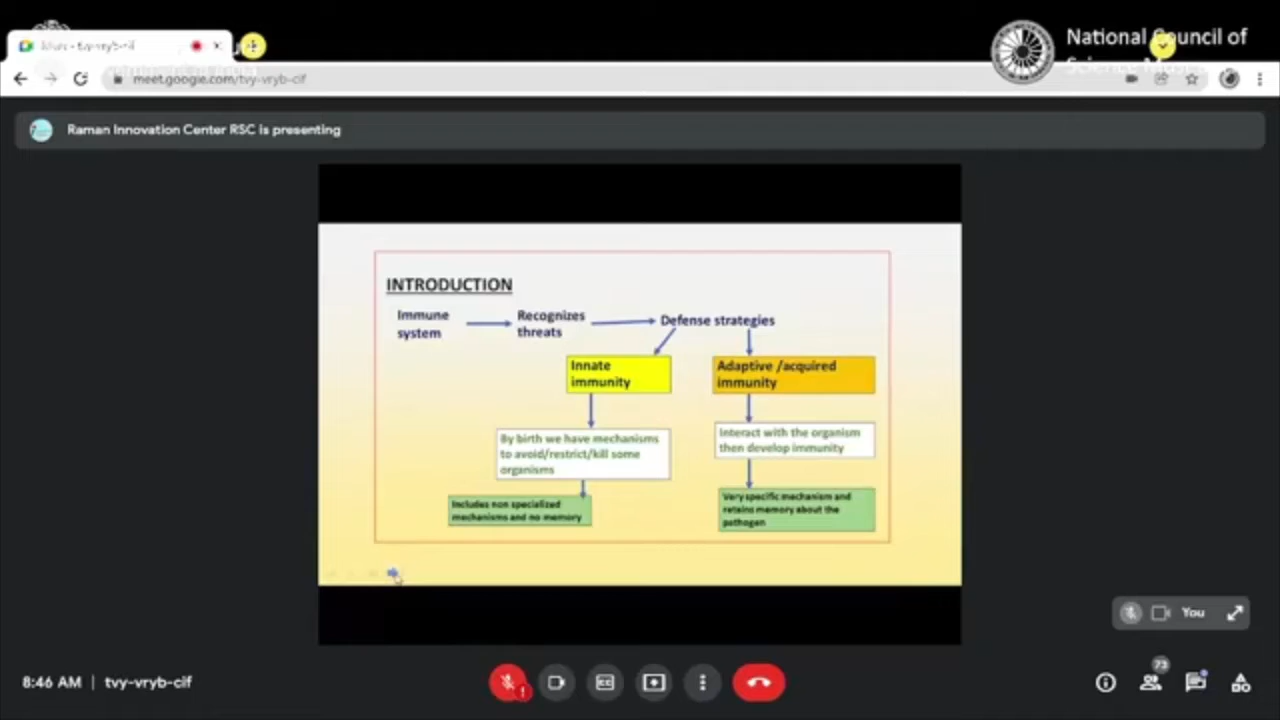 National Council of
meet.google.com/tvy-vryb-cif
Raman Innovation Center RSC is presenting
INTRODUCTION
Immune
system
Recognizes
threats
Defense strategies
Innate
immunity
Adaptive /acquired
immunity
By birth we have mechanisms
to avoid/restrict/kill some
organisms
Interact with the organism
then develop immunity
Includes non specialized
mechanisms and no memory
Very specific mechanism and
retains memory about the
pathogen
You
8:46 AM | tvy-vryb-cif
73